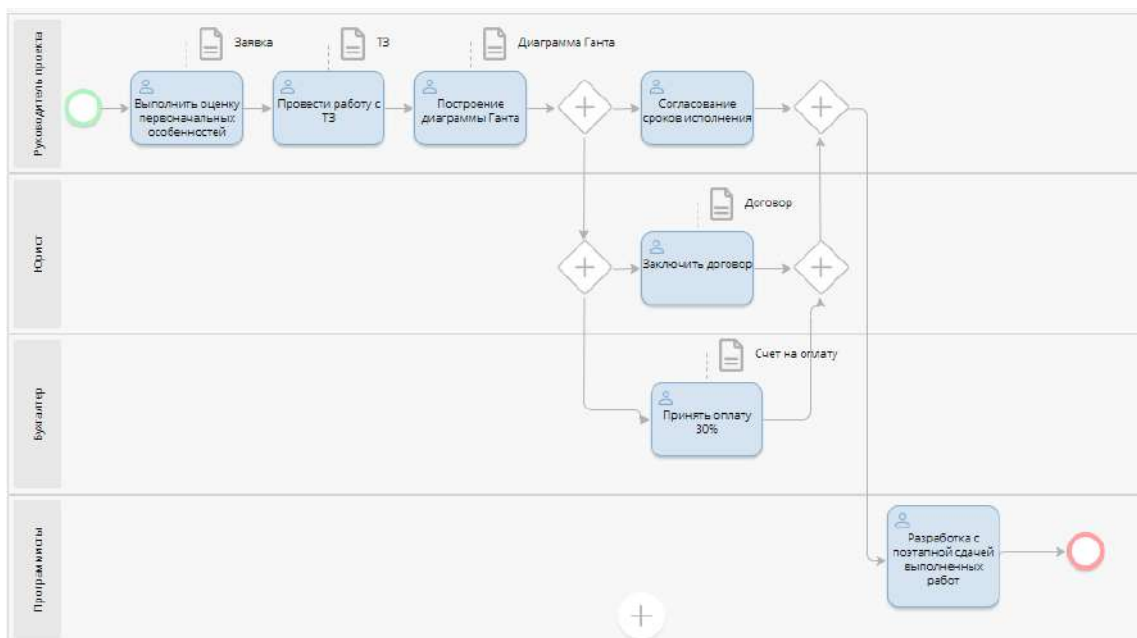 Руководитель проекта
Заявка
ТЗ
Диаграмма Ганта
Выполнить оценку
первоначальных
особенностей
Провести работу с
ТЗ
Построение
диаграммы Ганта
Согласование
сроков исполнения
Юрист
Договор
Заключить договор
Бухгалтер
Счет на оплату
Принять оплату
30%
Программисты
Разработка с
поэтапной сдачей
выполненных
работ